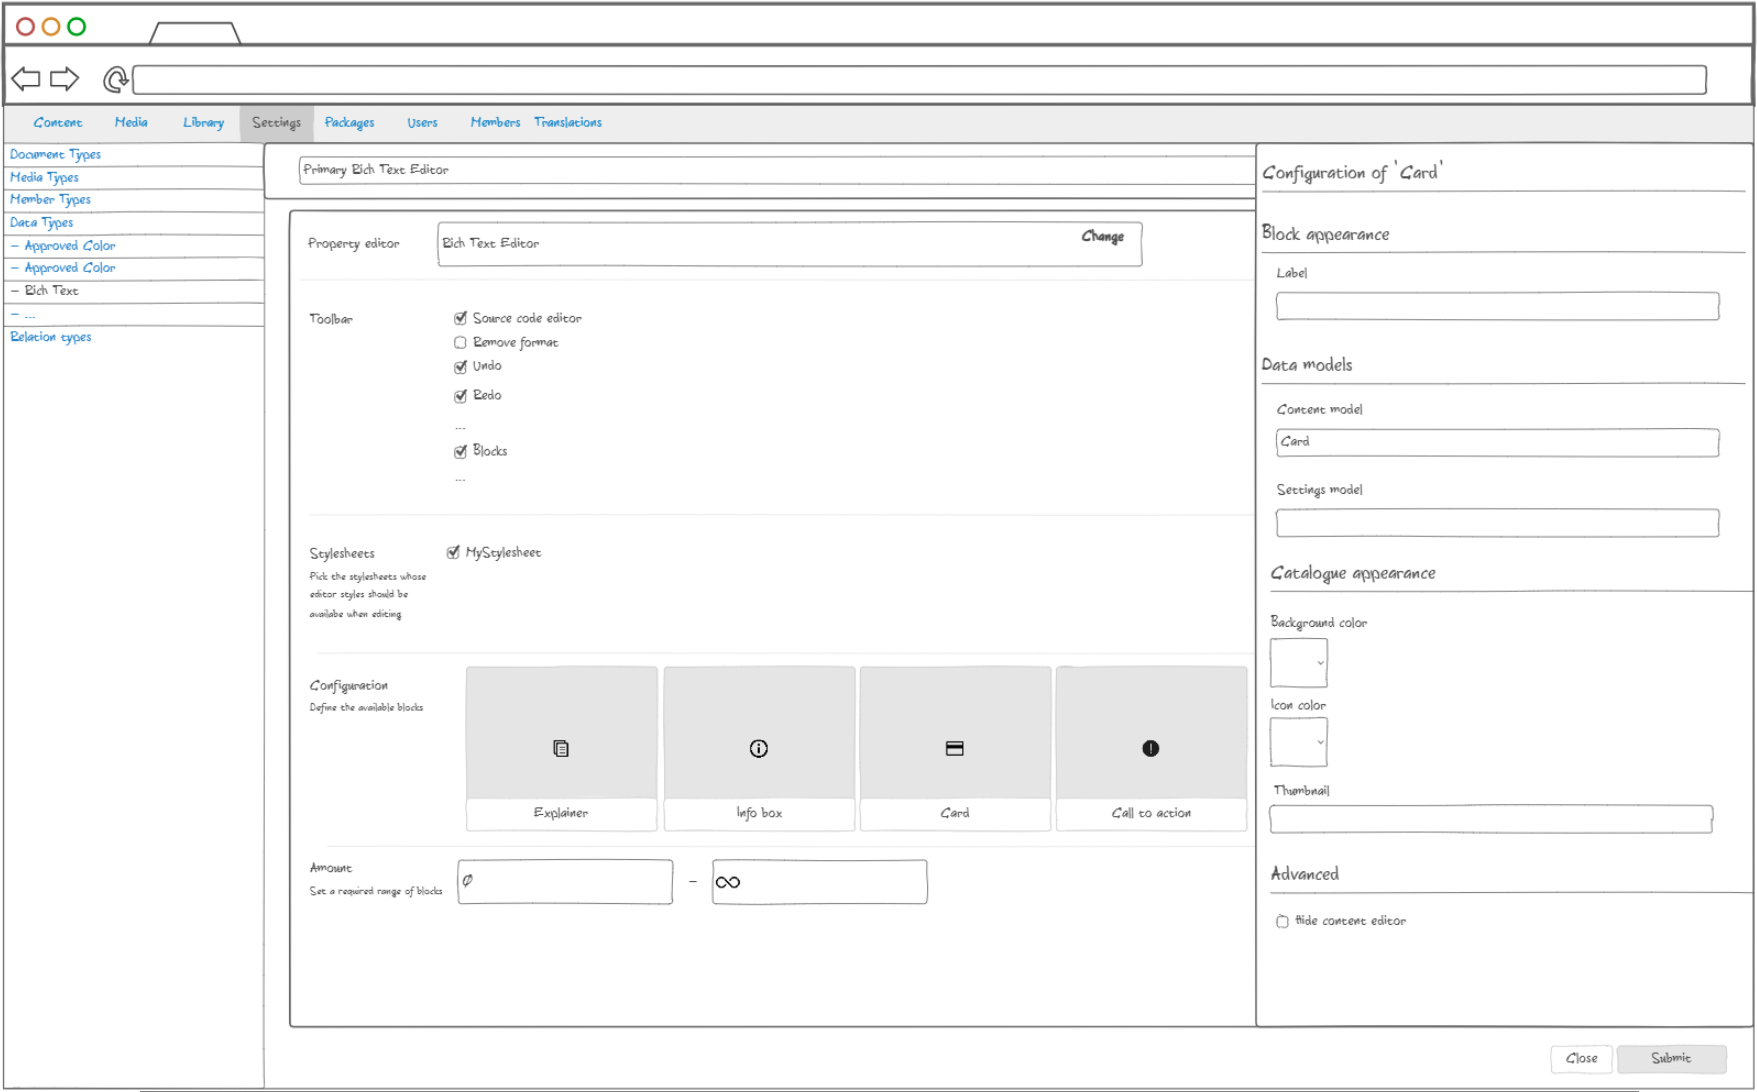 Content Media Library Settings Packages Users Members Translations
Document Types
Media Types
Member Types
Data Types
- Approved Color
- Approved Color
- Rich Text
- ...
Relation types
Primary Rich Text Editor
Property editor
Rich Text Editor
Change
Toolbar
Source code editor
Remove format
Undo
Redo
...
Blocks
...
Stylesheets
Pick the stylesheets whose
editor styles should be
availabe when editing
MyStylesheet
Configuration
Define the available blocks
Explainer
Info box
Card
Call to action
Amount
Set a required range of blocks
0 - ∞
Configuration of 'Card'
Block appearance
Label
Data models
Content model
Card
Settings model
Catalogue appearance
Background color
Icon color
Thumbnail
Advanced
Hide content editor
Close
Submit